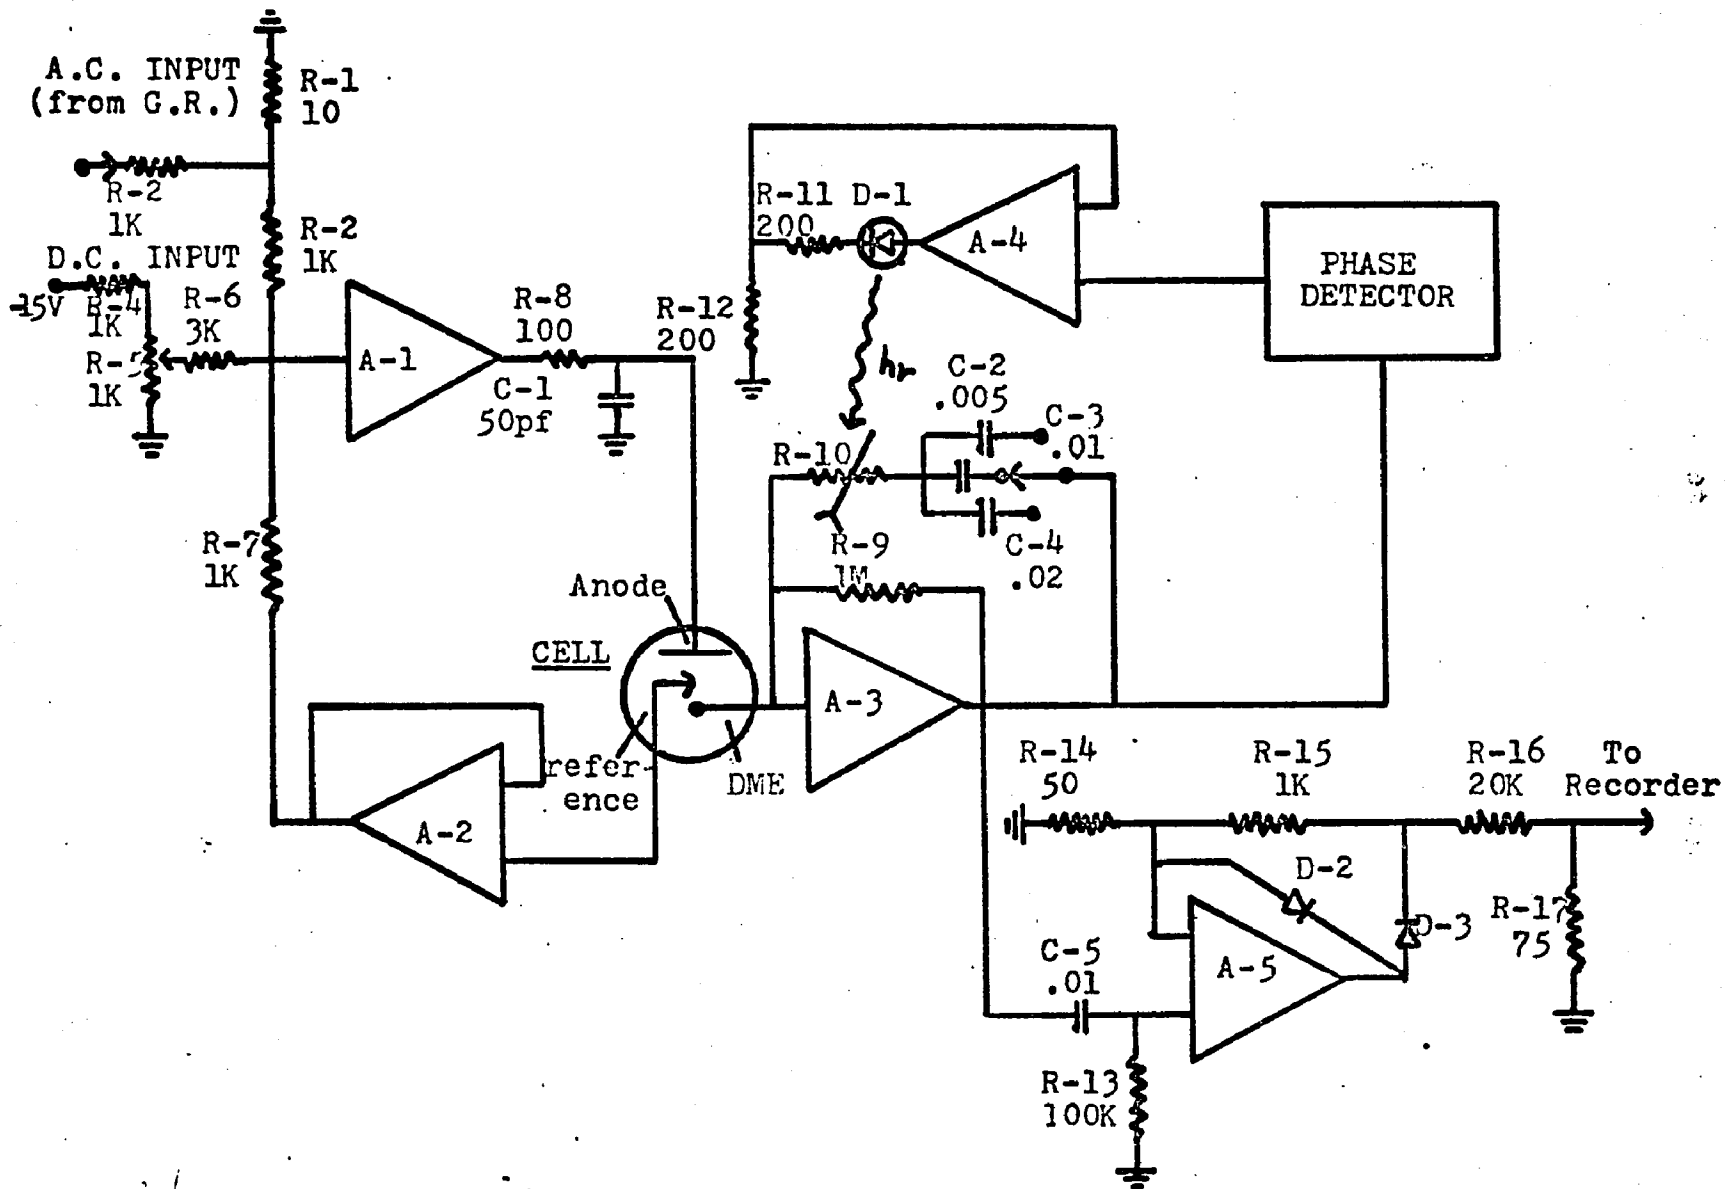 A.C. INPUT
(from G.R.)
R-1
10
R-2
1K
R-2
1K
D.C. INPUT
-15V
R-4
1K
R-5
1K
R-6
3K
A-1
R-8
100
C-1
50pf
R-7
1K
A-2
CELL
Anode
refer-
ence
DME
R-12
200
R-11
200
D-1
A-4
PHASE
DETECTOR
hν
R-10
C-2
.005
C-3
.01
C-4
.02
R-9
1M
A-3
R-14
50
R-15
1K
R-16
20K
To
Recorder
D-2
D-3
R-17
75
A-5
C-5
.01
R-13
100K